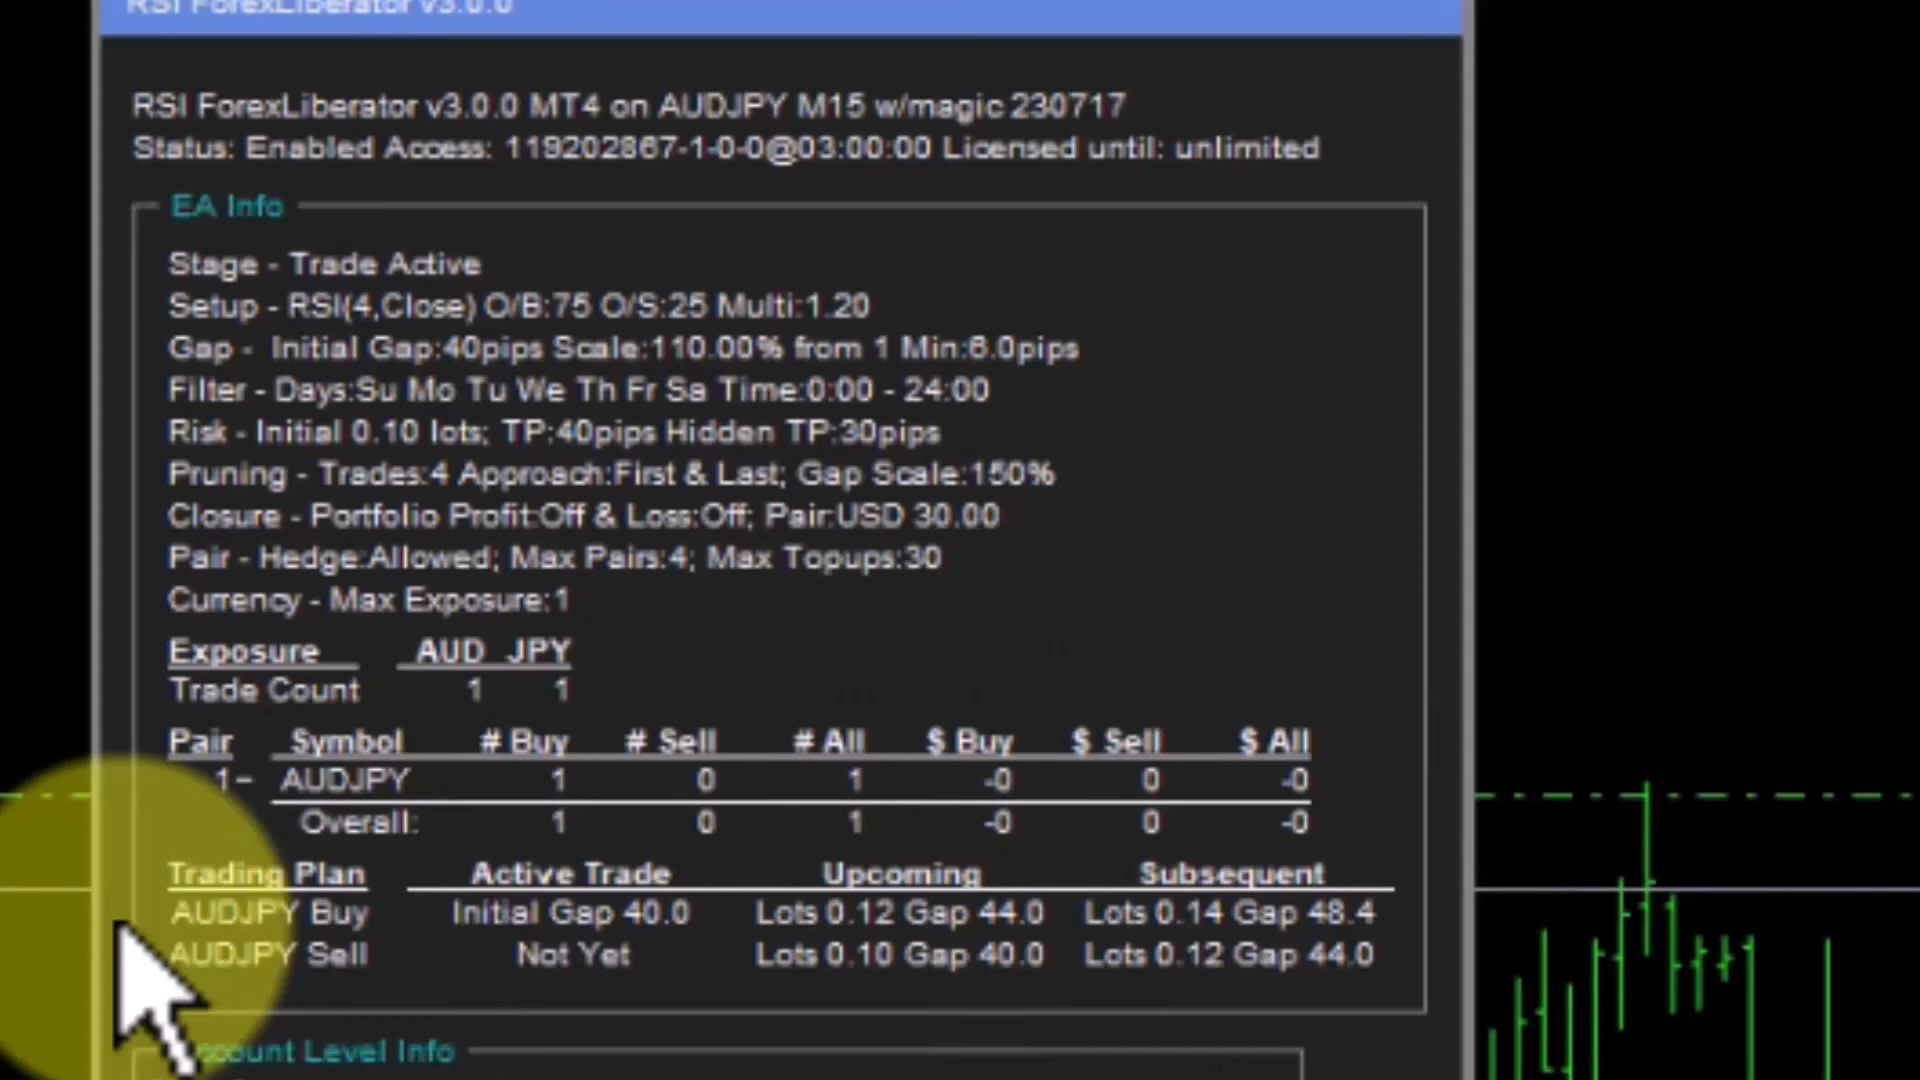 RSI ForexLiberator v3.0.0
RSI ForexLiberator v3.0.0 MT4 on AUDJPY M15 w/magic 230717
Status: Enabled Access: 119202867-1-0-0@03:00:00 Licensed until: unlimited
EA Info
Stage - Trade Active
Setup - RSI(4,Close) O/B:75 O/S:25 Multi:1.20
Gap - Initial Gap:40pips Scale:110.00% from 1 Min:6.0pips
Filter - Days:Su Mo Tu We Th Fr Sa Time:0:00 - 24:00
Risk - Initial 0.10 lots; TP:40pips Hidden TP:30pips
Pruning - Trades:4 Approach:First & Last; Gap Scale:150%
Closure - Portfolio Profit:Off & Loss:Off; Pair:USD 30.00
Pair - Hedge:Allowed; Max Pairs:4; Max Topups:30
Currency - Max Exposure:1
Exposure AUD JPY
Trade Count 1 1
Pair Symbol # Buy # Sell # All $ Buy $ Sell $ All
1- AUDJPY 1 0 1 -0 0 -0
Overall: 1 0 1 -0 0 -0
Trading Plan Active Trade Upcoming Subsequent
AUDJPY Buy Initial Gap 40.0 Lots 0.12 Gap 44.0 Lots 0.14 Gap 48.4
AUDJPY Sell Not Yet Lots 0.10 Gap 40.0 Lots 0.12 Gap 44.0
Level Info